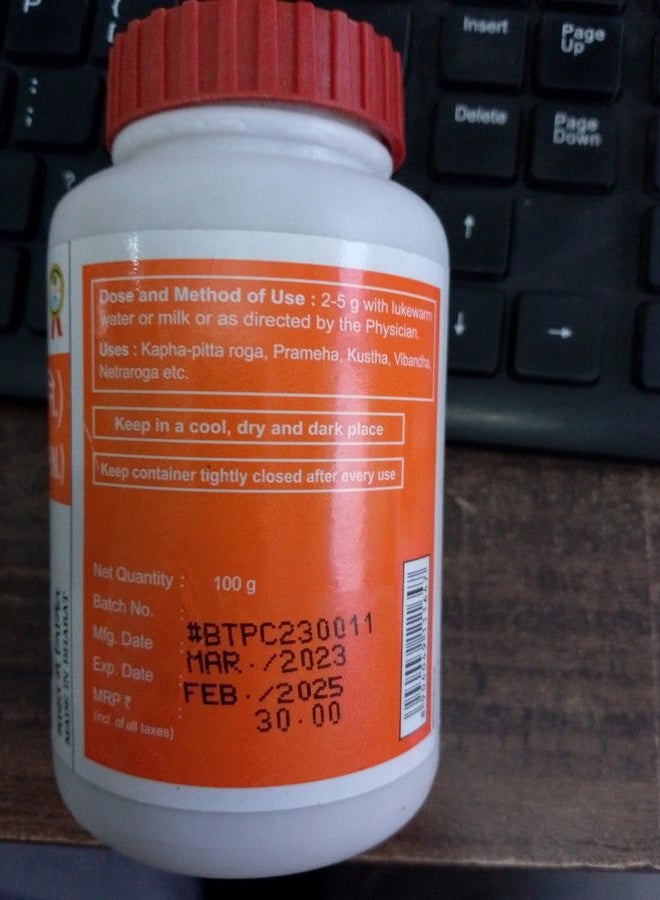 Dose and Method of Use : 2-5 g with lukewarm
water or milk or as directed by the Physician.
Uses : Kapha-pitta roga, Prameha, Kustha, Vibandha,
Netraroga etc.
Keep in a cool, dry and dark place
Keep container tightly closed after every use
Net Quantity : 100 g
Batch No. : #BTPC230011
Mfg. Date : MAR./2023
Exp. Date : FEB./2025
MRP ₹ : 30.00
(incl. of all taxes)
MADE IN BHARAT
P
Insert
Page
Up
Delete
Page
Down
:
;
?
↑
↓
→